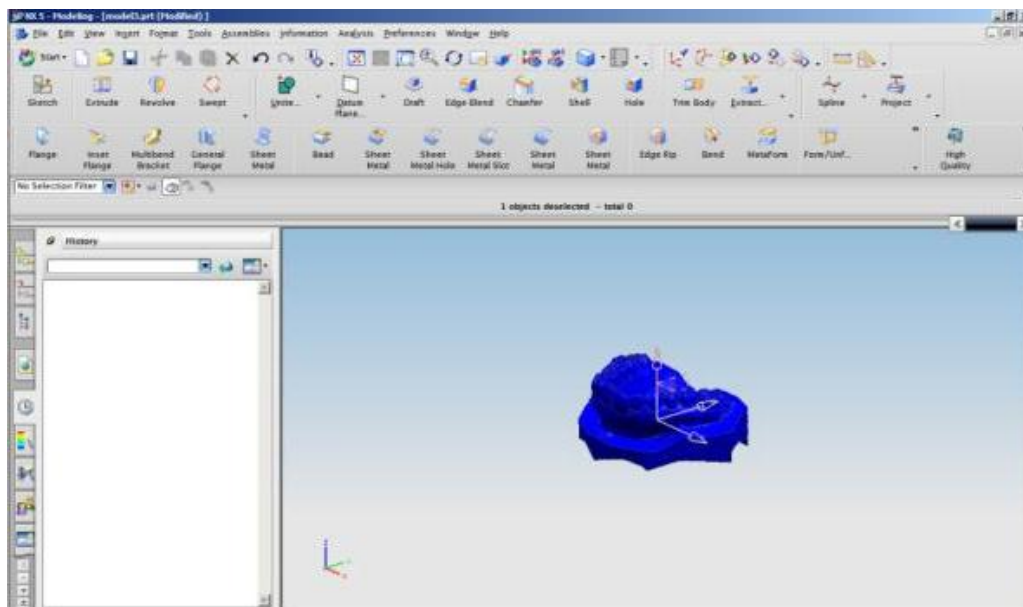 NX 5 - Modeling - [model3.prt (Modified) ]
File Edit View Insert Format Tools Assemblies Information Analysis Preferences Window Help
Start
Sketch Extrude Revolve Swept Unite... Datum Plane... Draft Edge Blend Chamfer Shell Hole Trim Body Extract... Spline Project
Flange Inset Flange Multibend Bracket General Flange Sheet Metal Bead Sheet Metal Sheet Metal Hole Sheet Metal Slot Sheet Metal Sheet Metal Edge Rip Bend MetaForm Form/Unf... High Quality
No Selection Filter
1 objects deselected - total 0
History